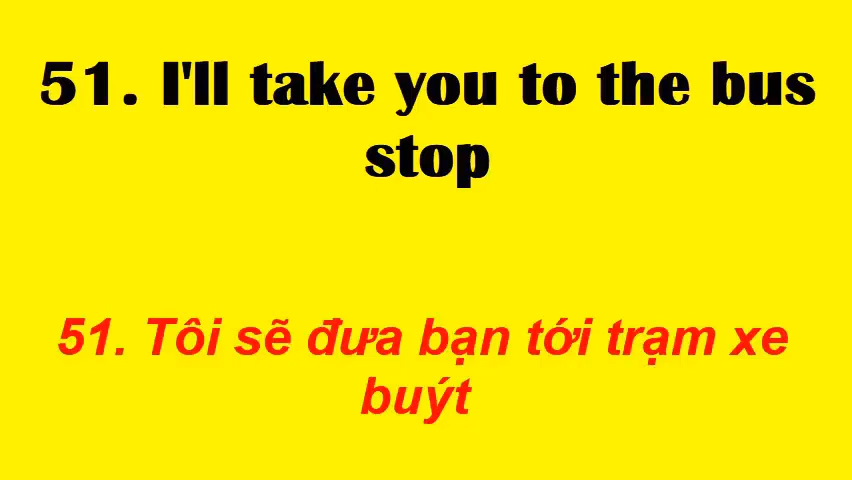 51. I'll take you to the bus
stop
51. Tôi sẽ đưa bạn tới trạm xe
buýt